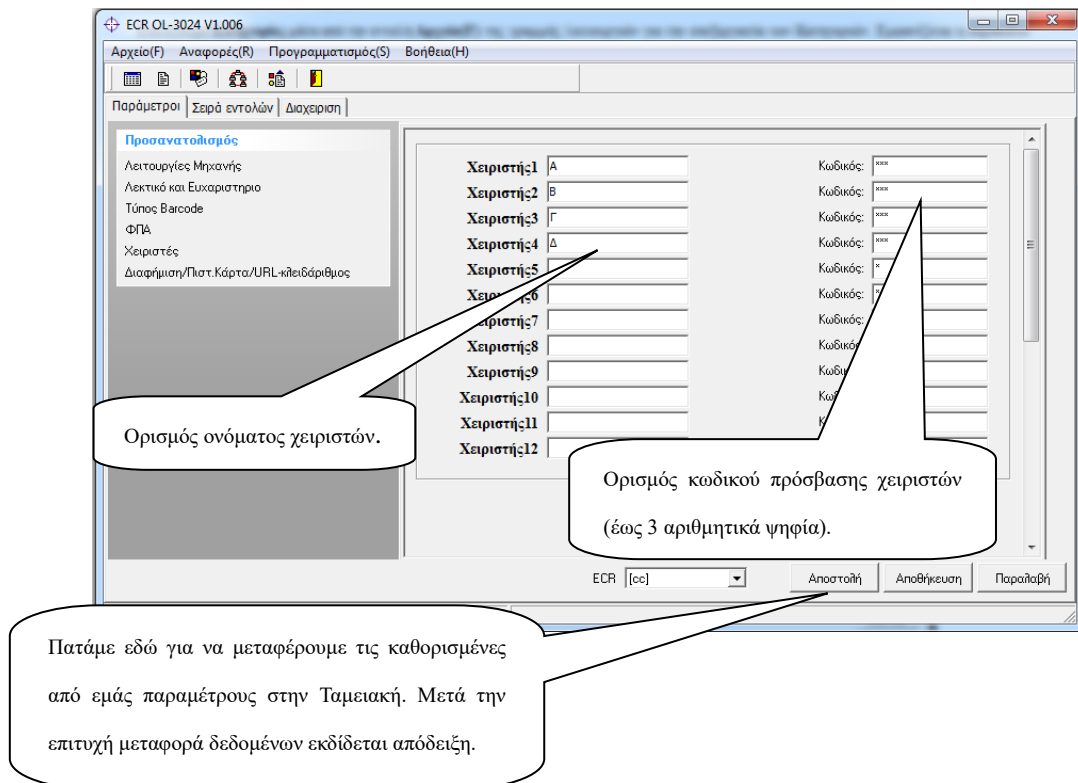 ECR OL-3024 V1.006
Αρχείο(F) Αναφορές(R) Προγραμματισμός(S) Βοήθεια(H)
Παράμετροι Σειρά εντολών Διαχειριση
Προσανατολισμός
Λειτουργίες Μηχανής
Λεκτικό και Ευχαριστηριο
Τύπος Barcode
ΦΠΑ
Χειριστές
Διαφήμιση/Πιστ.Κάρτα/URL-κλειδάριθμος
Χειριστής1 Α Κωδικός: ***
Χειριστής2 Β Κωδικός: ***
Χειριστής3 Γ Κωδικός: ***
Χειριστής4 Δ Κωδικός: ***
Χειριστής5 Κωδικός: *
Χειριστής6 Κωδικός: *
Χειριστής7 Κωδικός:
Χειριστής8 Κωδικός
Χειριστής9
Χειριστής10
Χειριστής11
Χειριστής12
Ορισμός ονόματος χειριστών.
Ορισμός κωδικού πρόσβασης χειριστών
(έως 3 αριθμητικά ψηφία).
ECR [cc] Αποστολή Αποθήκευση Παραλαβή
Πατάμε εδώ για να μεταφέρουμε τις καθορισμένες
από εμάς παραμέτρους στην Ταμειακή. Μετά την
επιτυχή μεταφορά δεδομένων εκδίδεται απόδειξη.